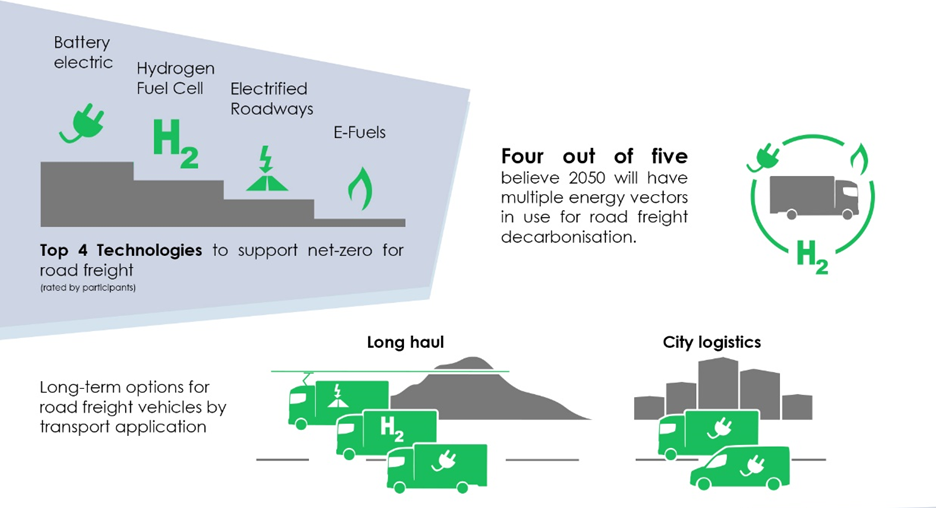 Battery
electric
Hydrogen
Fuel Cell
Electrified
Roadways
E-Fuels
H2
Top 4 Technologies to support net-zero for
road freight
(rated by participants)
Four out of five
believe 2050 will have
multiple energy vectors
in use for road freight
decarbonisation.
H2
Long-term options for
road freight vehicles by
transport application
Long haul
H2
City logistics